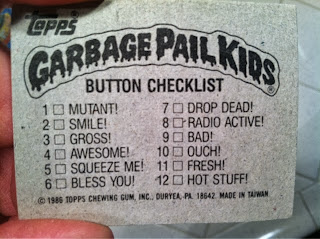 Topps
GARBAGE PAIL KIDS®
BUTTON CHECKLIST
1 □ MUTANT! 7 □ DROP DEAD!
2 □ SMILE! 8 □ RADIO ACTIVE!
3 □ GROSS! 9 □ BAD!
4 □ AWESOME! 10 □ OUCH!
5 □ SQUEEZE ME! 11 □ FRESH!
6 □ BLESS YOU! 12 □ HOT STUFF!
© 1986 TOPPS CHEWING GUM, INC., DURYEA, PA. 18642. MADE IN TAIWAN